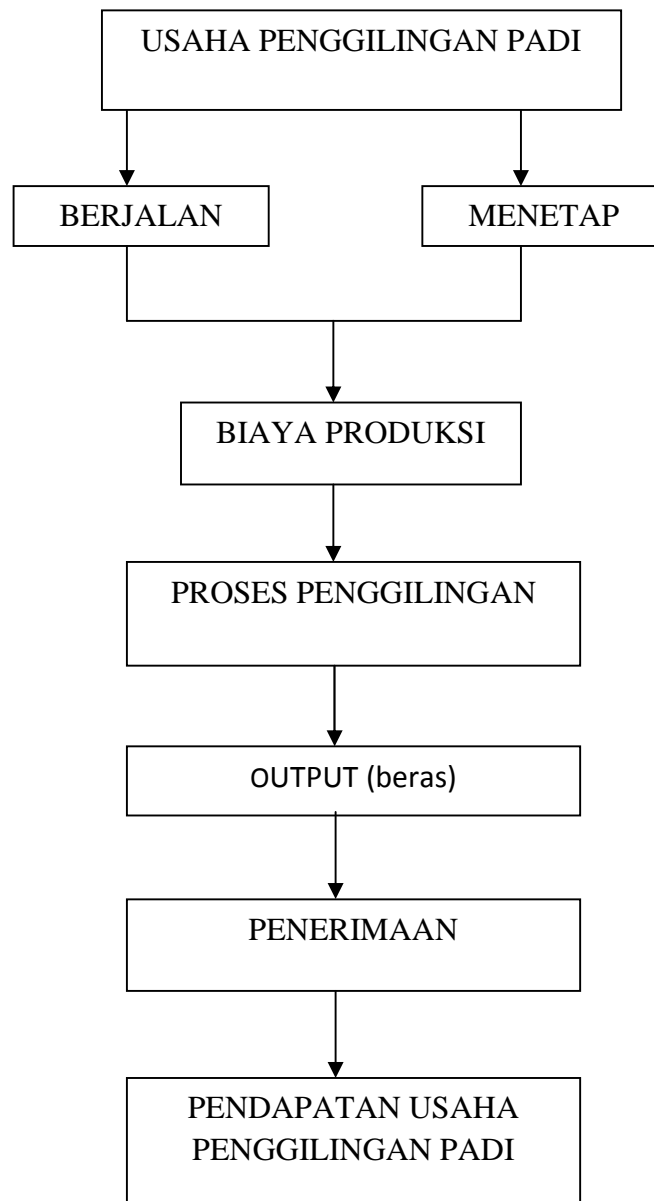 USAHA PENGGILINGAN PADI
BERJALAN
MENETAP
BIAYA PRODUKSI
PROSES PENGGILINGAN
OUTPUT (beras)
PENERIMAAN
PENDAPATAN USAHA
PENGGILINGAN PADI